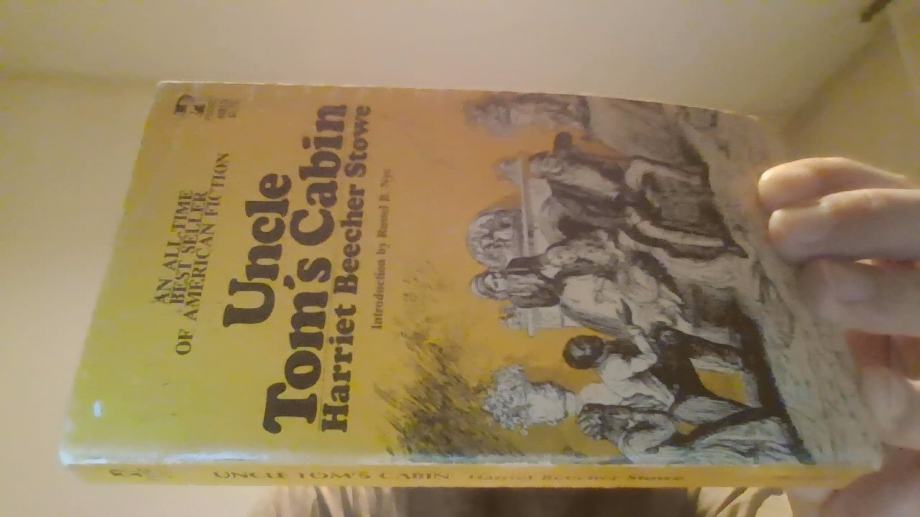 AN ALL-TIME
BEST SELLER
OF AMERICAN FICTION
Uncle
Tom's Cabin
Harriet Beecher Stowe
Introduction by Russel B. Nye
UNCLE TOM'S CABIN Harriet Beecher Stowe